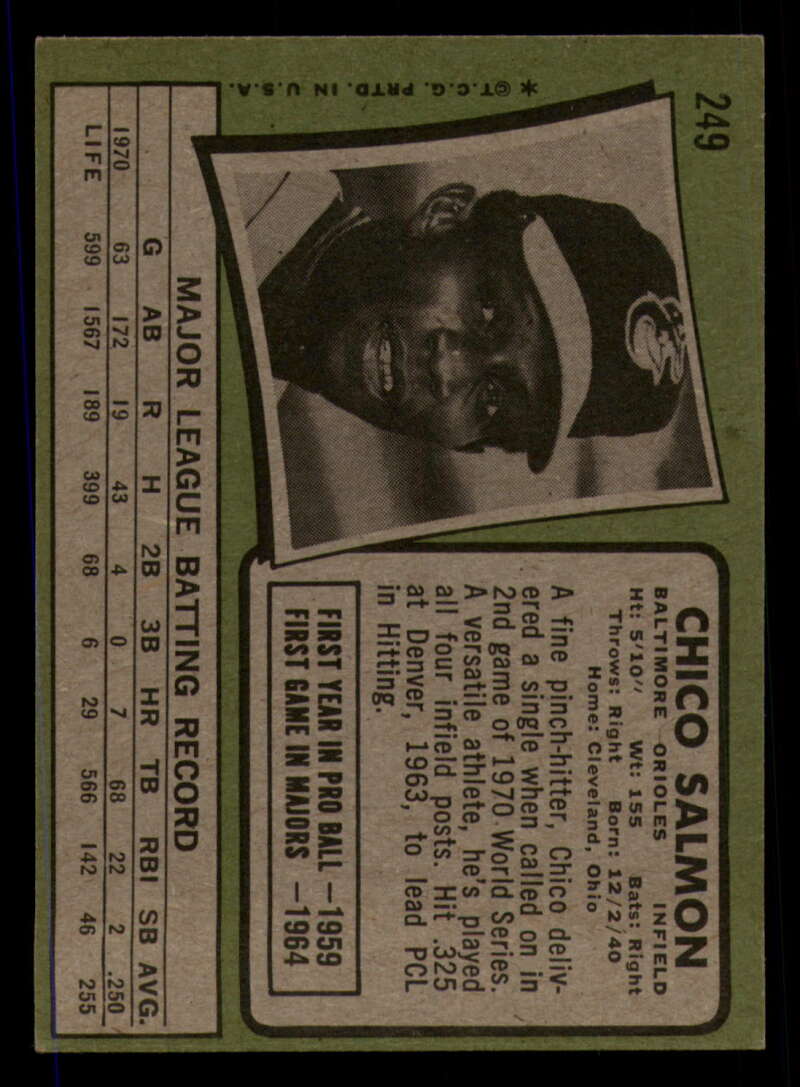 249
CHICO SALMON
BALTIMORE ORIOLES INFIELD
Ht: 5'10" Wt: 155 Bats: Right
Throws: Right Born: 12/2/40
Home: Cleveland, Ohio
A fine pinch-hitter, Chico deliv-
ered a single when called on in
2nd game of 1970 World Series.
A versatile athlete, he's played
all four infield posts. Hit .325
at Denver, 1963, to lead PCL
in Hitting.
FIRST YEAR IN PRO BALL —1959
FIRST GAME IN MAJORS —1964
* ©T.C.G. PRTD. IN U.S.A.
MAJOR LEAGUE BATTING RECORD
G AB R H 2B 3B HR TB RBI SB AVG.
1970 63 172 19 43 4 0 7 68 22 2 .250
LIFE 599 1567 189 399 68 6 29 566 142 46 255